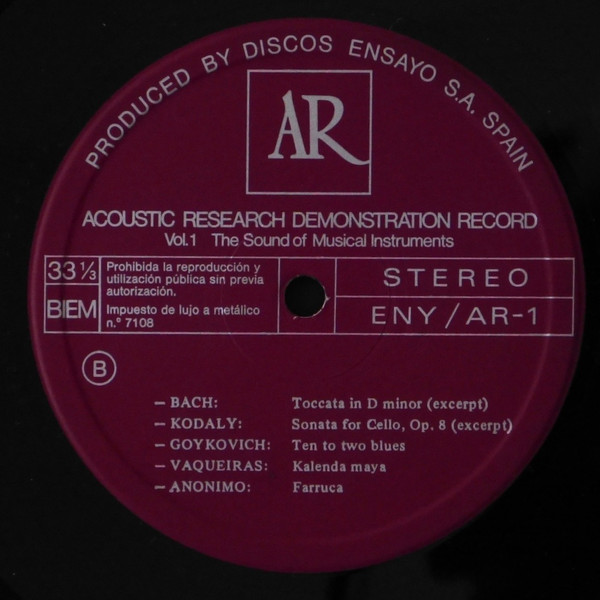 PRODUCED BY DISCOS ENSAYO S.A. SPAIN
AR
ACOUSTIC RESEARCH DEMONSTRATION RECORD
Vol.1 The Sound of Musical Instruments
33 1/3
BIEM
Prohibida la reproducción y
utilización pública sin previa
autorización.
Impuesto de lujo a metálico
n.º 7108
STEREO
ENY/AR-1
B
— BACH: Toccata in D minor (excerpt)
— KODALY: Sonata for Cello, Op. 8 (excerpt)
— GOYKOVICH: Ten to two blues
— VAQUEIRAS: Kalenda maya
— ANONIMO: Farruca